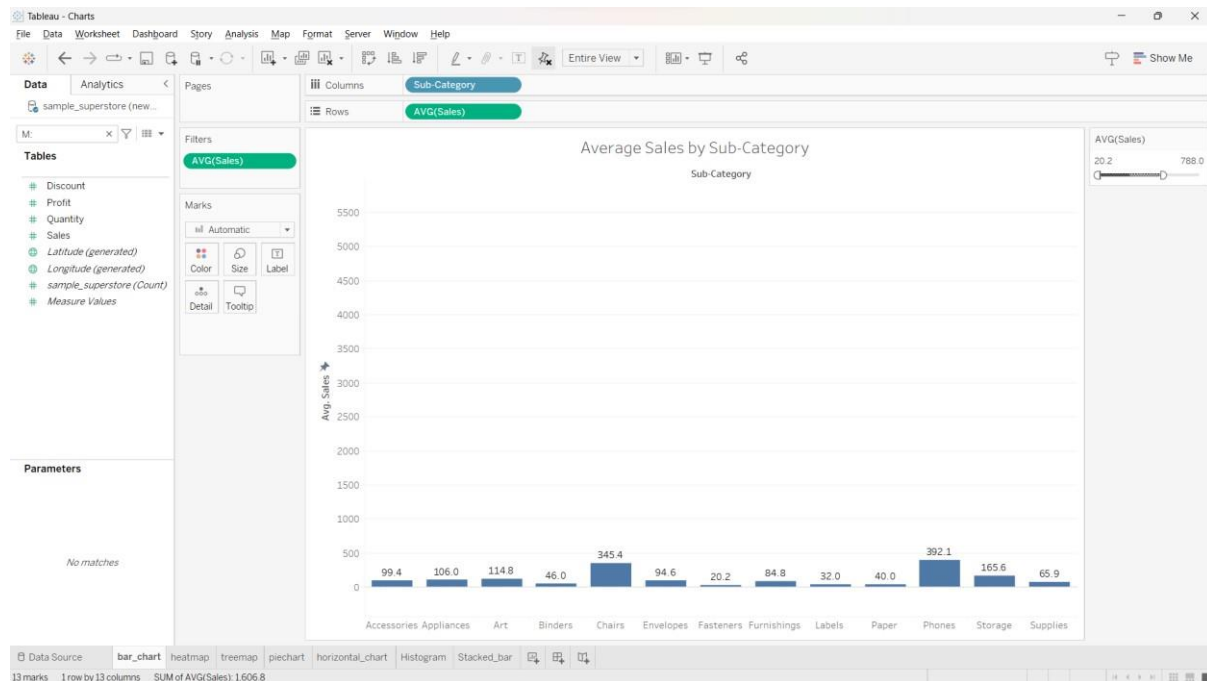 Tableau - Charts
File Data Worksheet Dashboard Story Analysis Map Format Server Window Help
Entire View
Show Me
Data Analytics
sample_superstore (new...
M:
Tables
Discount
Profit
Quantity
Sales
Latitude (generated)
Longitude (generated)
sample_superstore (Count)
Measure Values
Parameters
No matches
Pages
Filters
AVG(Sales)
Marks
Automatic
Color Size Label
Detail Tooltip
Columns Sub-Category
Rows AVG(Sales)
Average Sales by Sub-Category
Sub-Category
Avg. Sales
5500
5000
4500
4000
3500
3000
2500
2000
1500
1000
500
0
99.4 106.0 114.8 46.0 345.4 94.6 20.2 84.8 32.0 40.0 392.1 165.6 65.9
Accessories Appliances Art Binders Chairs Envelopes Fasteners Furnishings Labels Paper Phones Storage Supplies
AVG(Sales)
20.2 788.0
Data Source bar_chart heatmap treemap piechart horizontal_chart Histogram Stacked_bar
13 marks 1 row by 13 columns SUM of AVG(Sales): 1,606.8